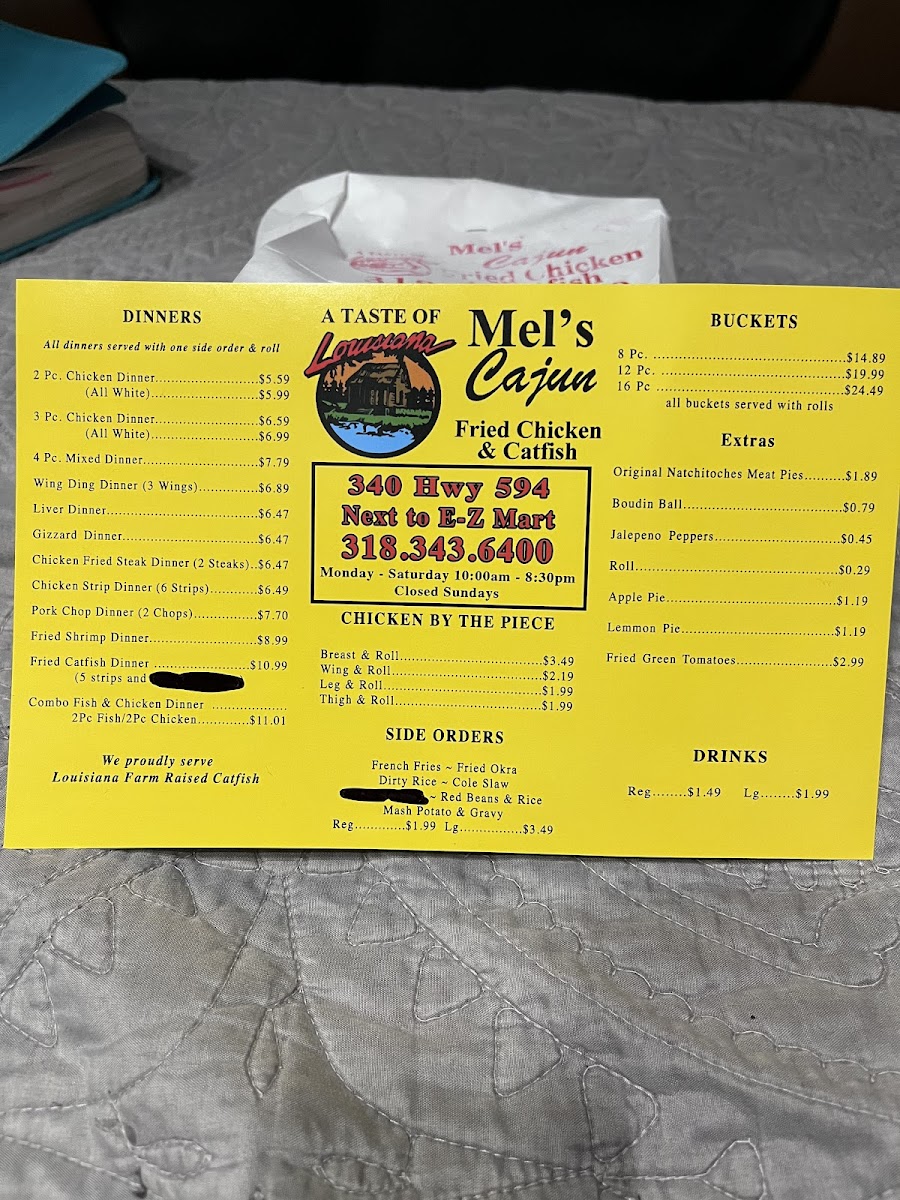 Mel's
Cajun
Fried Chicken
DINNERS
All dinners served with one side order & roll
2 Pc. Chicken Dinner..........................$5.59
(All White)...........................$5.99
3 Pc. Chicken Dinner..........................$6.59
(All White)...........................$6.99
4 Pc. Mixed Dinner...........................$7.79
Wing Ding Dinner (3 Wings)...............$6.89
Liver Dinner.......................................$6.47
Gizzard Dinner...................................$6.47
Chicken Fried Steak Dinner (2 Steaks)..$6.47
Chicken Strip Dinner (6 Strips)............$6.49
Pork Chop Dinner (2 Chops)................$7.70
Fried Shrimp Dinner...........................$8.99
Fried Catfish Dinner ........................$10.99
(5 strips and
Combo Fish & Chicken Dinner ...................
2Pc Fish/2Pc Chicken.............$11.01
We proudly serve
Louisiana Farm Raised Catfish
A TASTE OF
Louisiana
Mel's
Cajun
Fried Chicken
& Catfish
340 Hwy 594
Next to E-Z Mart
318.343.6400
Monday - Saturday 10:00am - 8:30pm
Closed Sundays
CHICKEN BY THE PIECE
Breast & Roll....................................$3.49
Wing & Roll......................................$2.19
Leg & Roll........................................$1.99
Thigh & Roll.....................................$1.99
SIDE ORDERS
French Fries ~ Fried Okra
Dirty Rice ~ Cole Slaw
~ Red Beans & Rice
Mash Potato & Gravy
Reg.............$1.99 Lg...............$3.49
BUCKETS
8 Pc. .................................................$14.89
12 Pc. ...............................................$19.99
16 Pc ................................................$24.49
all buckets served with rolls
Extras
Original Natchitoches Meat Pies..........$1.89
Boudin Ball........................................$0.79
Jalepeno Peppers................................$0.45
Roll...................................................$0.29
Apple Pie...........................................$1.19
Lemmon Pie.......................................$1.19
Fried Green Tomatoes.........................$2.99
DRINKS
Reg........$1.49 Lg........$1.99